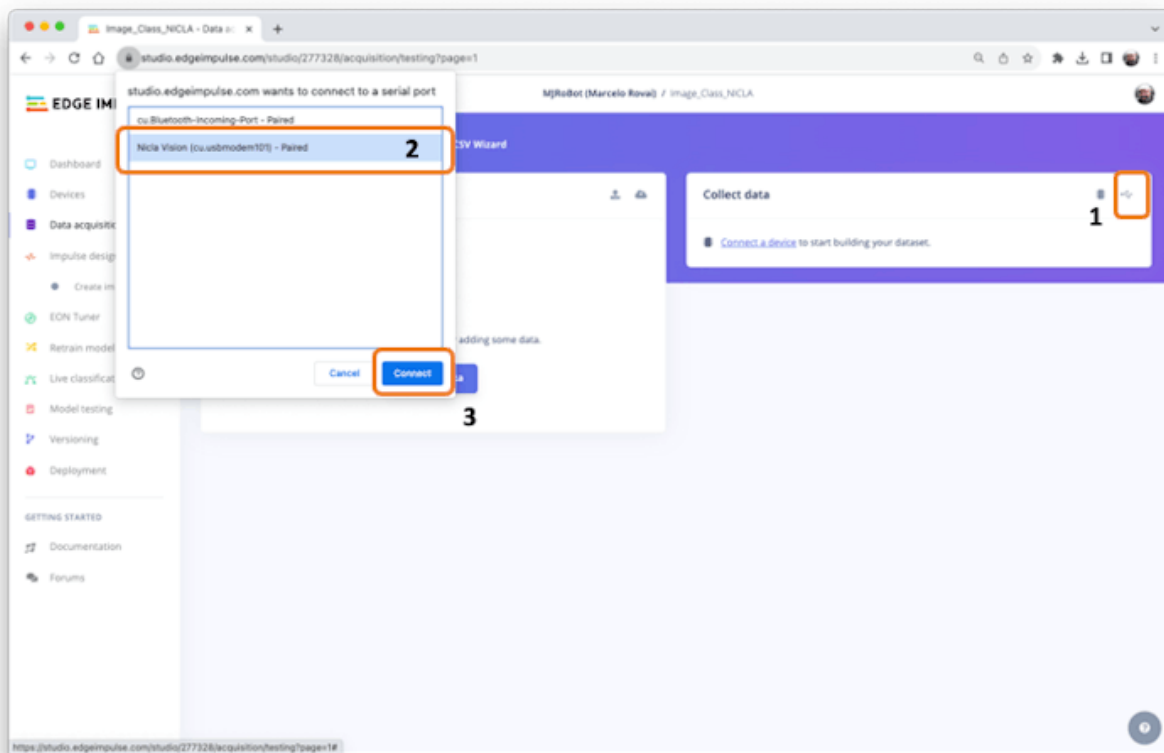 Image_Class_NICLA - Data ac
studio.edgeimpulse.com/studio/277328/acquisition/testing?page=1
studio.edgeimpulse.com wants to connect to a serial port
cu.Bluetooth-Incoming-Port - Paired
Nicla Vision (cu.usbmodem101) - Paired
2
Cancel
Connect
3
EDGE IM
MJRoBot (Marcelo Rovai) / Image_Class_NICLA
CSV Wizard
Dashboard
Devices
Data acquisitic
Impulse desig
Create im
EON Tuner
Retrain model
Live classificat
Model testing
Versioning
Deployment
GETTING STARTED
Documentation
Forums
adding some data.
Collect data
1
Connect a device to start building your dataset.
https://studio.edgeimpulse.com/studio/277328/acquisition/testing?page=1#